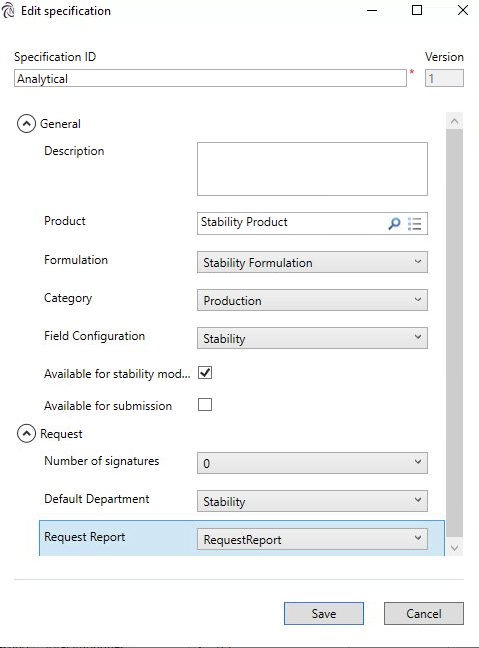 Edit specification
Specification ID Version
Analytical * 1
General
Description
Product Stability Product
Formulation Stability Formulation
Category Production
Field Configuration Stability
Available for stability mod...
Available for submission
Request
Number of signatures 0
Default Department Stability
Request Report RequestReport
Save Cancel